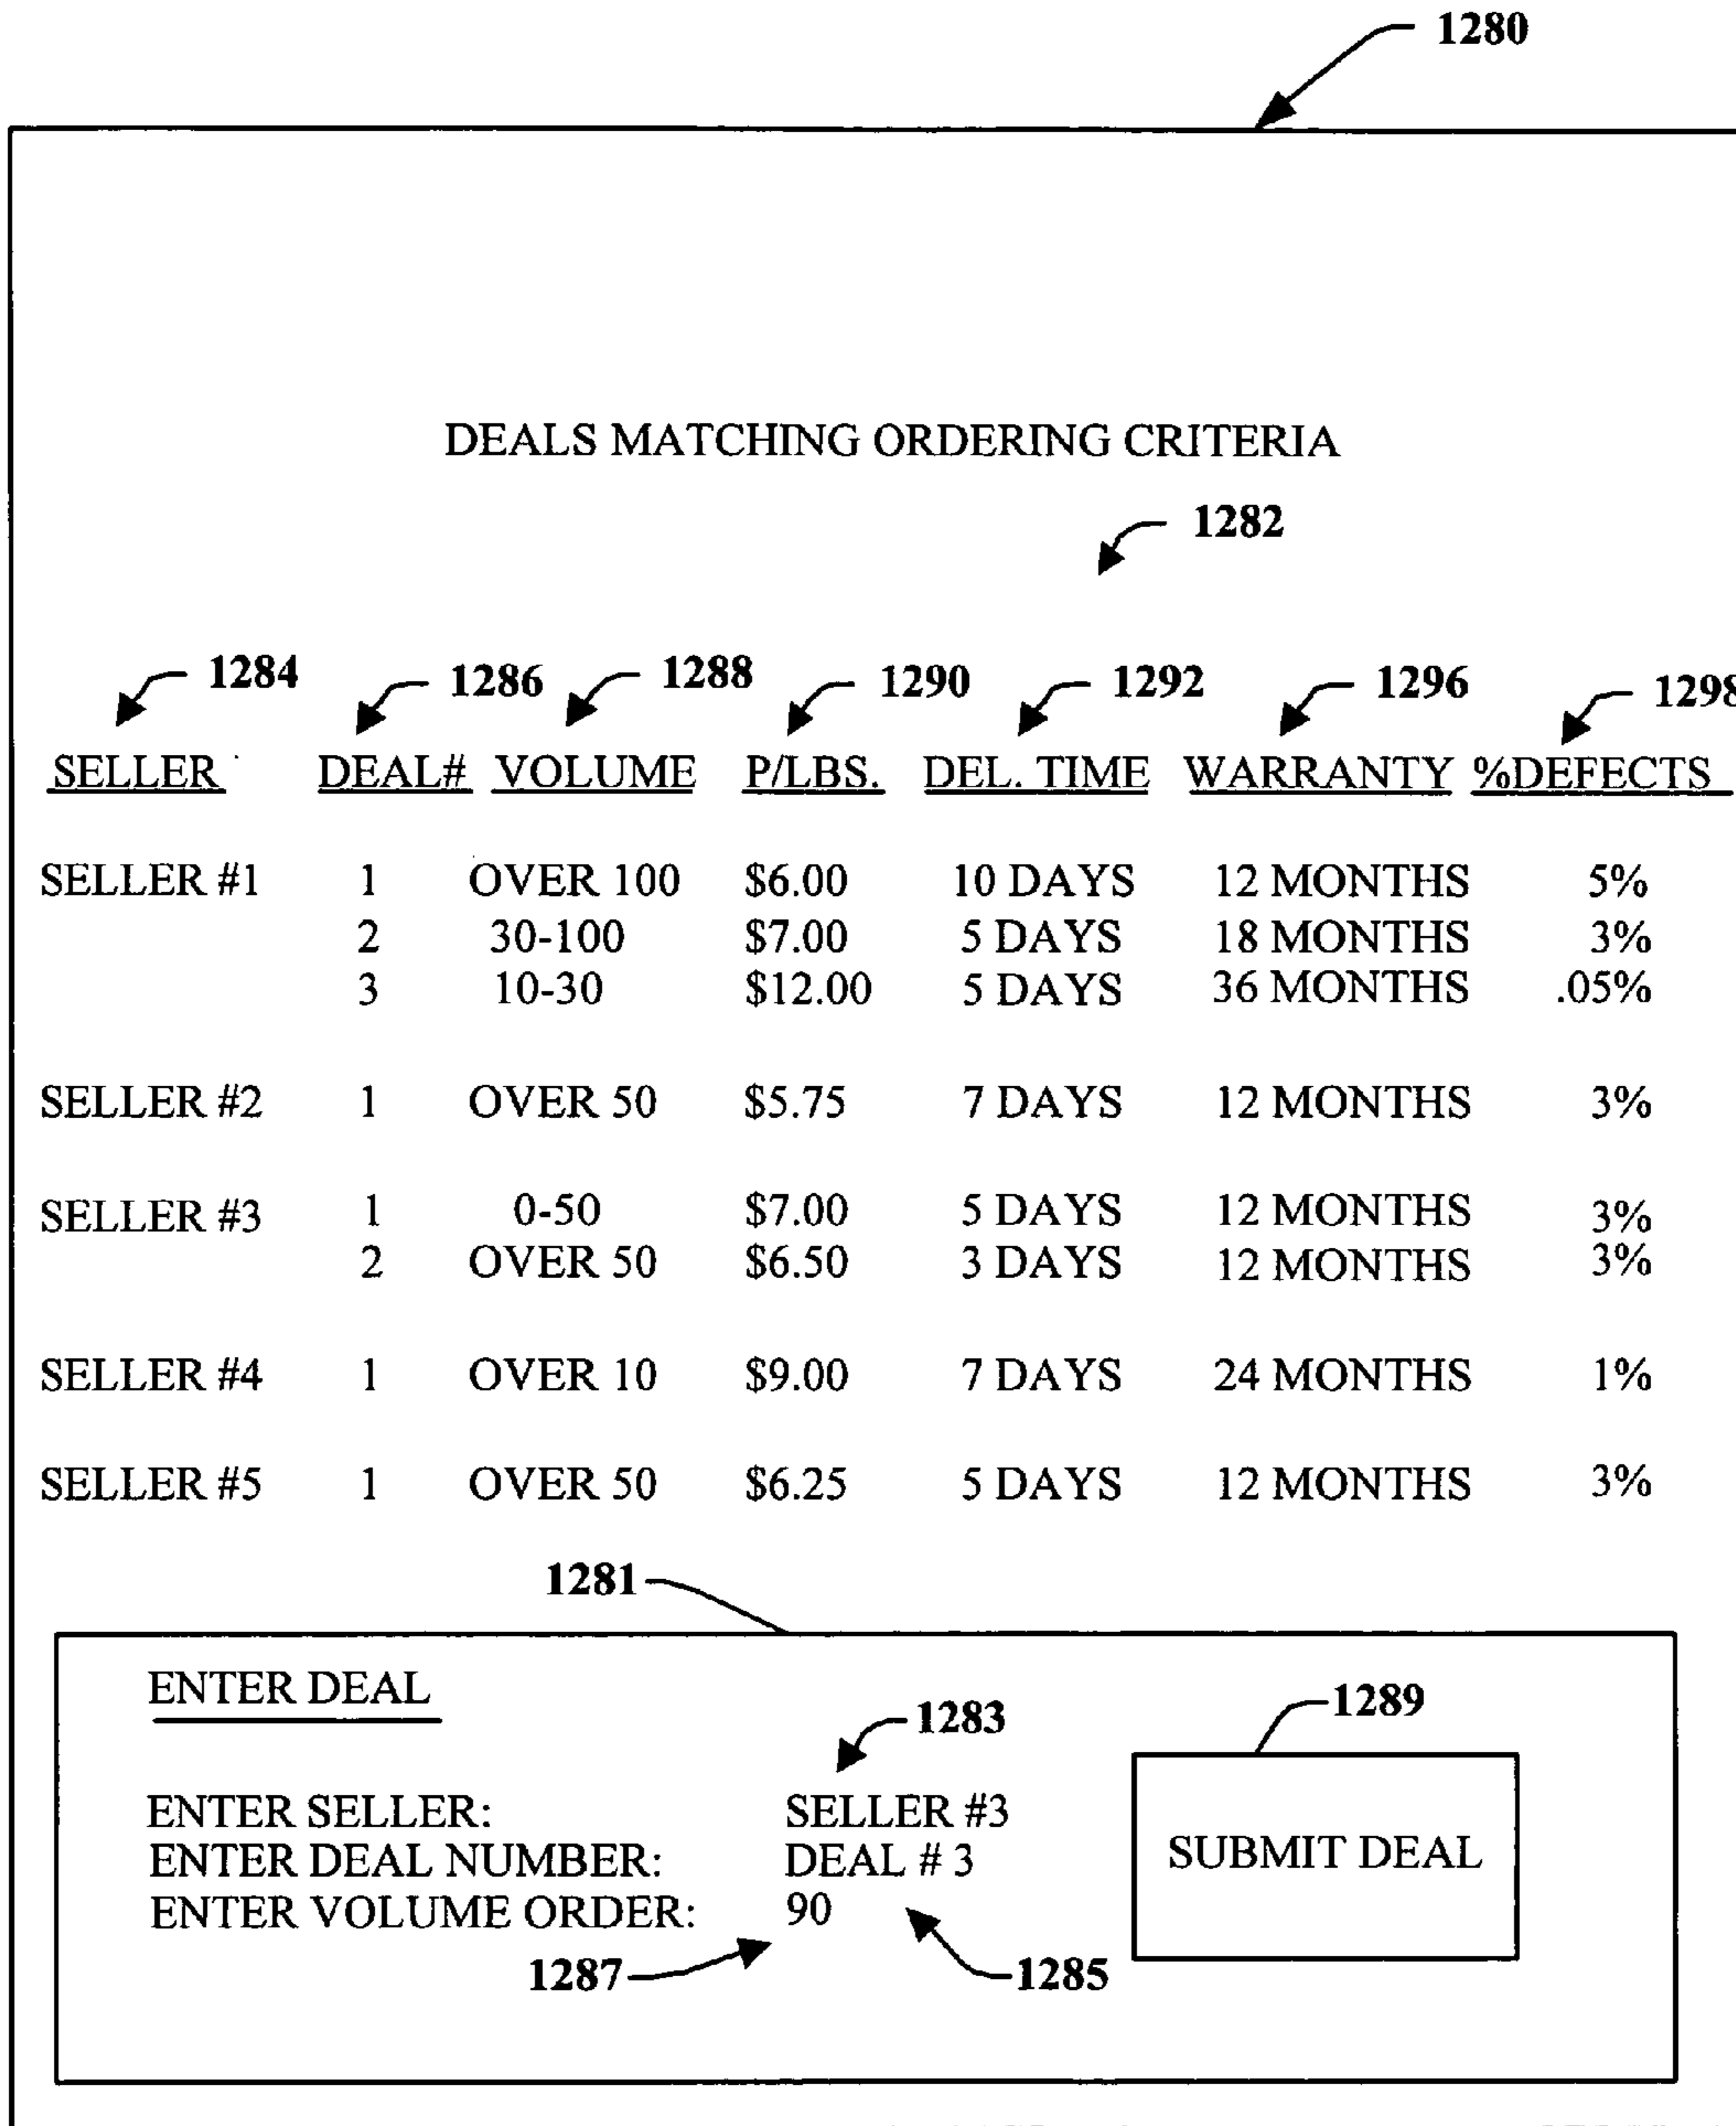 1280
DEALS MATCHING ORDERING CRITERIA
1282
1284 1286 1288 1290 1292 1296 1298
SELLER DEAL# VOLUME P/LBS. DEL. TIME WARRANTY %DEFECTS
SELLER #1 1 OVER 100 $6.00 10 DAYS 12 MONTHS 5%
2 30-100 $7.00 5 DAYS 18 MONTHS 3%
3 10-30 $12.00 5 DAYS 36 MONTHS .05%
SELLER #2 1 OVER 50 $5.75 7 DAYS 12 MONTHS 3%
SELLER #3 1 0-50 $7.00 5 DAYS 12 MONTHS 3%
2 OVER 50 $6.50 3 DAYS 12 MONTHS 3%
SELLER #4 1 OVER 10 $9.00 7 DAYS 24 MONTHS 1%
SELLER #5 1 OVER 50 $6.25 5 DAYS 12 MONTHS 3%
1281
ENTER DEAL
1283 1289
ENTER SELLER: SELLER #3
ENTER DEAL NUMBER: DEAL # 3 SUBMIT DEAL
ENTER VOLUME ORDER: 90
1287 1285